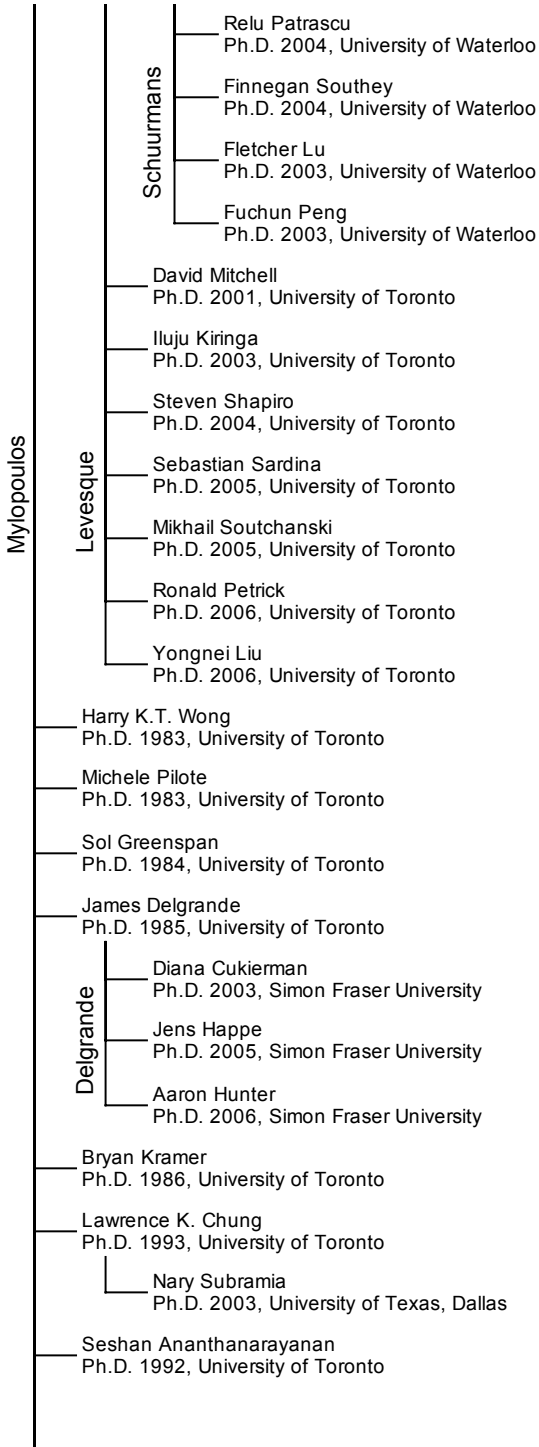 Relu Patrascu
Ph.D. 2004, University of Waterloo
Finnegan Southey
Ph.D. 2004, University of Waterloo
Fletcher Lu
Ph.D. 2003, University of Waterloo
Fuchun Peng
Ph.D. 2003, University of Waterloo
Schuurmans
David Mitchell
Ph.D. 2001, University of Toronto
Iluju Kiringa
Ph.D. 2003, University of Toronto
Steven Shapiro
Ph.D. 2004, University of Toronto
Sebastian Sardina
Ph.D. 2005, University of Toronto
Mikhail Soutchanski
Ph.D. 2005, University of Toronto
Ronald Petrick
Ph.D. 2006, University of Toronto
Yongnei Liu
Ph.D. 2006, University of Toronto
Levesque
Mylopoulos
Harry K.T. Wong
Ph.D. 1983, University of Toronto
Michele Pilote
Ph.D. 1983, University of Toronto
Sol Greenspan
Ph.D. 1984, University of Toronto
James Delgrande
Ph.D. 1985, University of Toronto
Delgrande
Diana Cukierman
Ph.D. 2003, Simon Fraser University
Jens Happe
Ph.D. 2005, Simon Fraser University
Aaron Hunter
Ph.D. 2006, Simon Fraser University
Bryan Kramer
Ph.D. 1986, University of Toronto
Lawrence K. Chung
Ph.D. 1993, University of Toronto
Nary Subramia
Ph.D. 2003, University of Texas, Dallas
Seshan Ananthanarayanan
Ph.D. 1992, University of Toronto